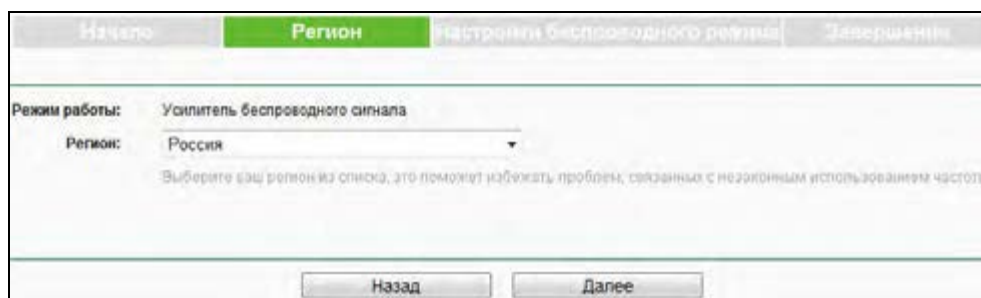 Начало Регион Настройки беспроводного режима Завершение
Режим работы: Усилитель беспроводного сигнала
Регион: Россия
Выберите ваш регион из списка, это поможет избежать проблем, связанных с незаконным использованием частоты
Назад Далее